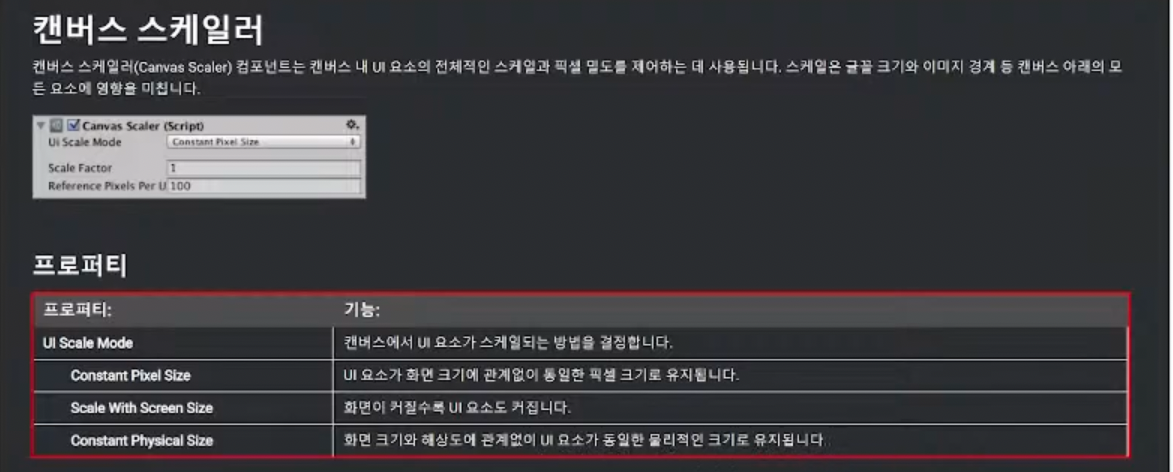 캔버스 스케일러
캔버스 스케일러(Canvas Scaler) 컴포넌트는 캔버스 내 UI 요소의 전체적인 스케일과 픽셀 밀도를 제어하는 데 사용됩니다. 스케일은 글꼴 크기와 이미지 경계 등 캔버스 아래의 모
든 요소에 영향을 미칩니다.
Canvas Scaler (Script)
Ui Scale Mode Constant Pixel Size
Scale Factor 1
Reference Pixels Per U 100
프로퍼티
프로퍼티: 기능:
UI Scale Mode 캔버스에서 UI 요소가 스케일되는 방법을 결정합니다.
Constant Pixel Size UI 요소가 화면 크기에 관계없이 동일한 픽셀 크기로 유지됩니다.
Scale With Screen Size 화면이 커질수록 UI 요소도 커집니다.
Constant Physical Size 화면 크기와 해상도에 관계없이 UI 요소가 동일한 물리적인 크기로 유지됩니다